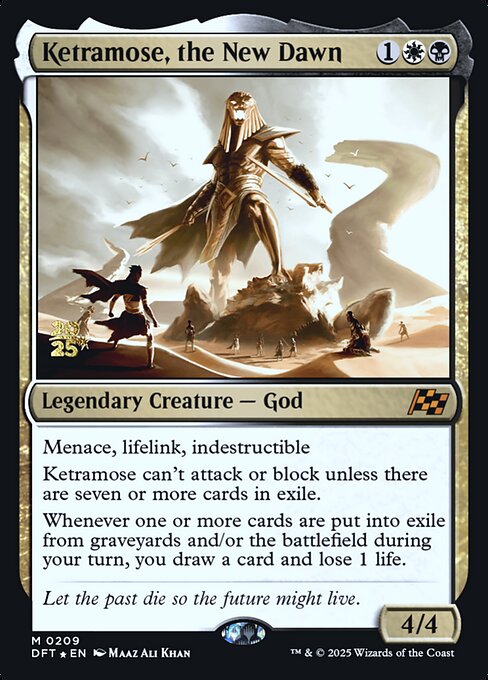 Ketramose, the New Dawn 1
25
Legendary Creature — God
Menace, lifelink, indestructible
Ketramose can't attack or block unless there
are seven or more cards in exile.
Whenever one or more cards are put into exile
from graveyards and/or the battlefield during
your turn, you draw a card and lose 1 life.
Let the past die so the future might live.
4/4
M 0209
DFT ★ EN Maaz Ali Khan
™ & © 2025 Wizards of the Coast